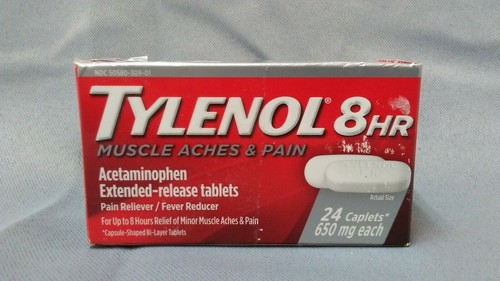 NDC 50580-309-01
TYLENOL® 8HR
MUSCLE ACHES & PAIN
Acetaminophen
Extended-release tablets
Pain Reliever / Fever Reducer
For Up to 8 Hours Relief of Minor Muscle Aches & Pain
*Capsule-Shaped Bi-Layer Tablets
Actual Size
24 Caplets*
650 mg each